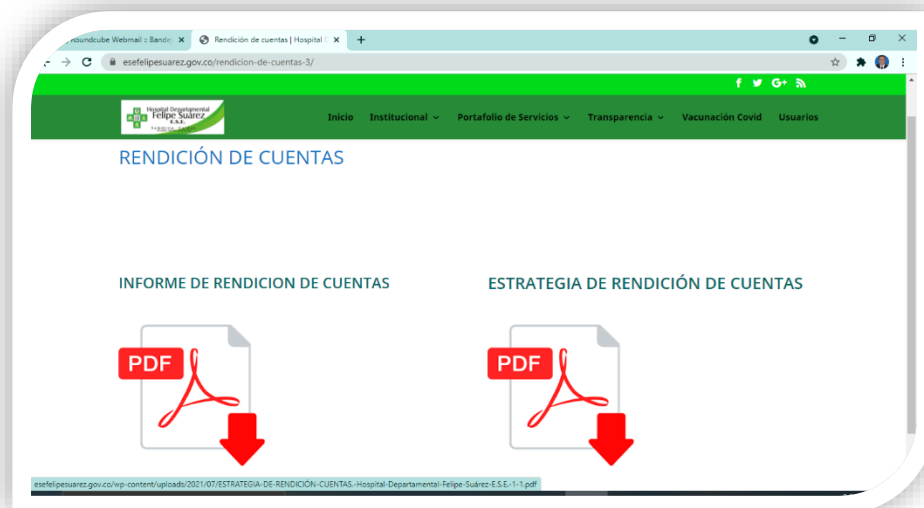 Roundcube Webmail :: Bande
Rendición de cuentas | Hospital
esefelipesuarez.gov.co/rendicion-de-cuentas-3/
Hospital Departamental
Felipe Suárez
E.S.E.
Inicio Institucional Portafolio de Servicios Transparencia Vacunación Covid Usuarios
RENDICIÓN DE CUENTAS
INFORME DE RENDICION DE CUENTAS
ESTRATEGIA DE RENDICIÓN DE CUENTAS
PDF
PDF
esefelipesuarez.gov.co/wp-content/uploads/2021/07/ESTRATEGIA-DE-RENDICIÓN-CUENTAS.-Hospital-Departamental-Felipe-Suárez-E.S.E.-1-1.pdf